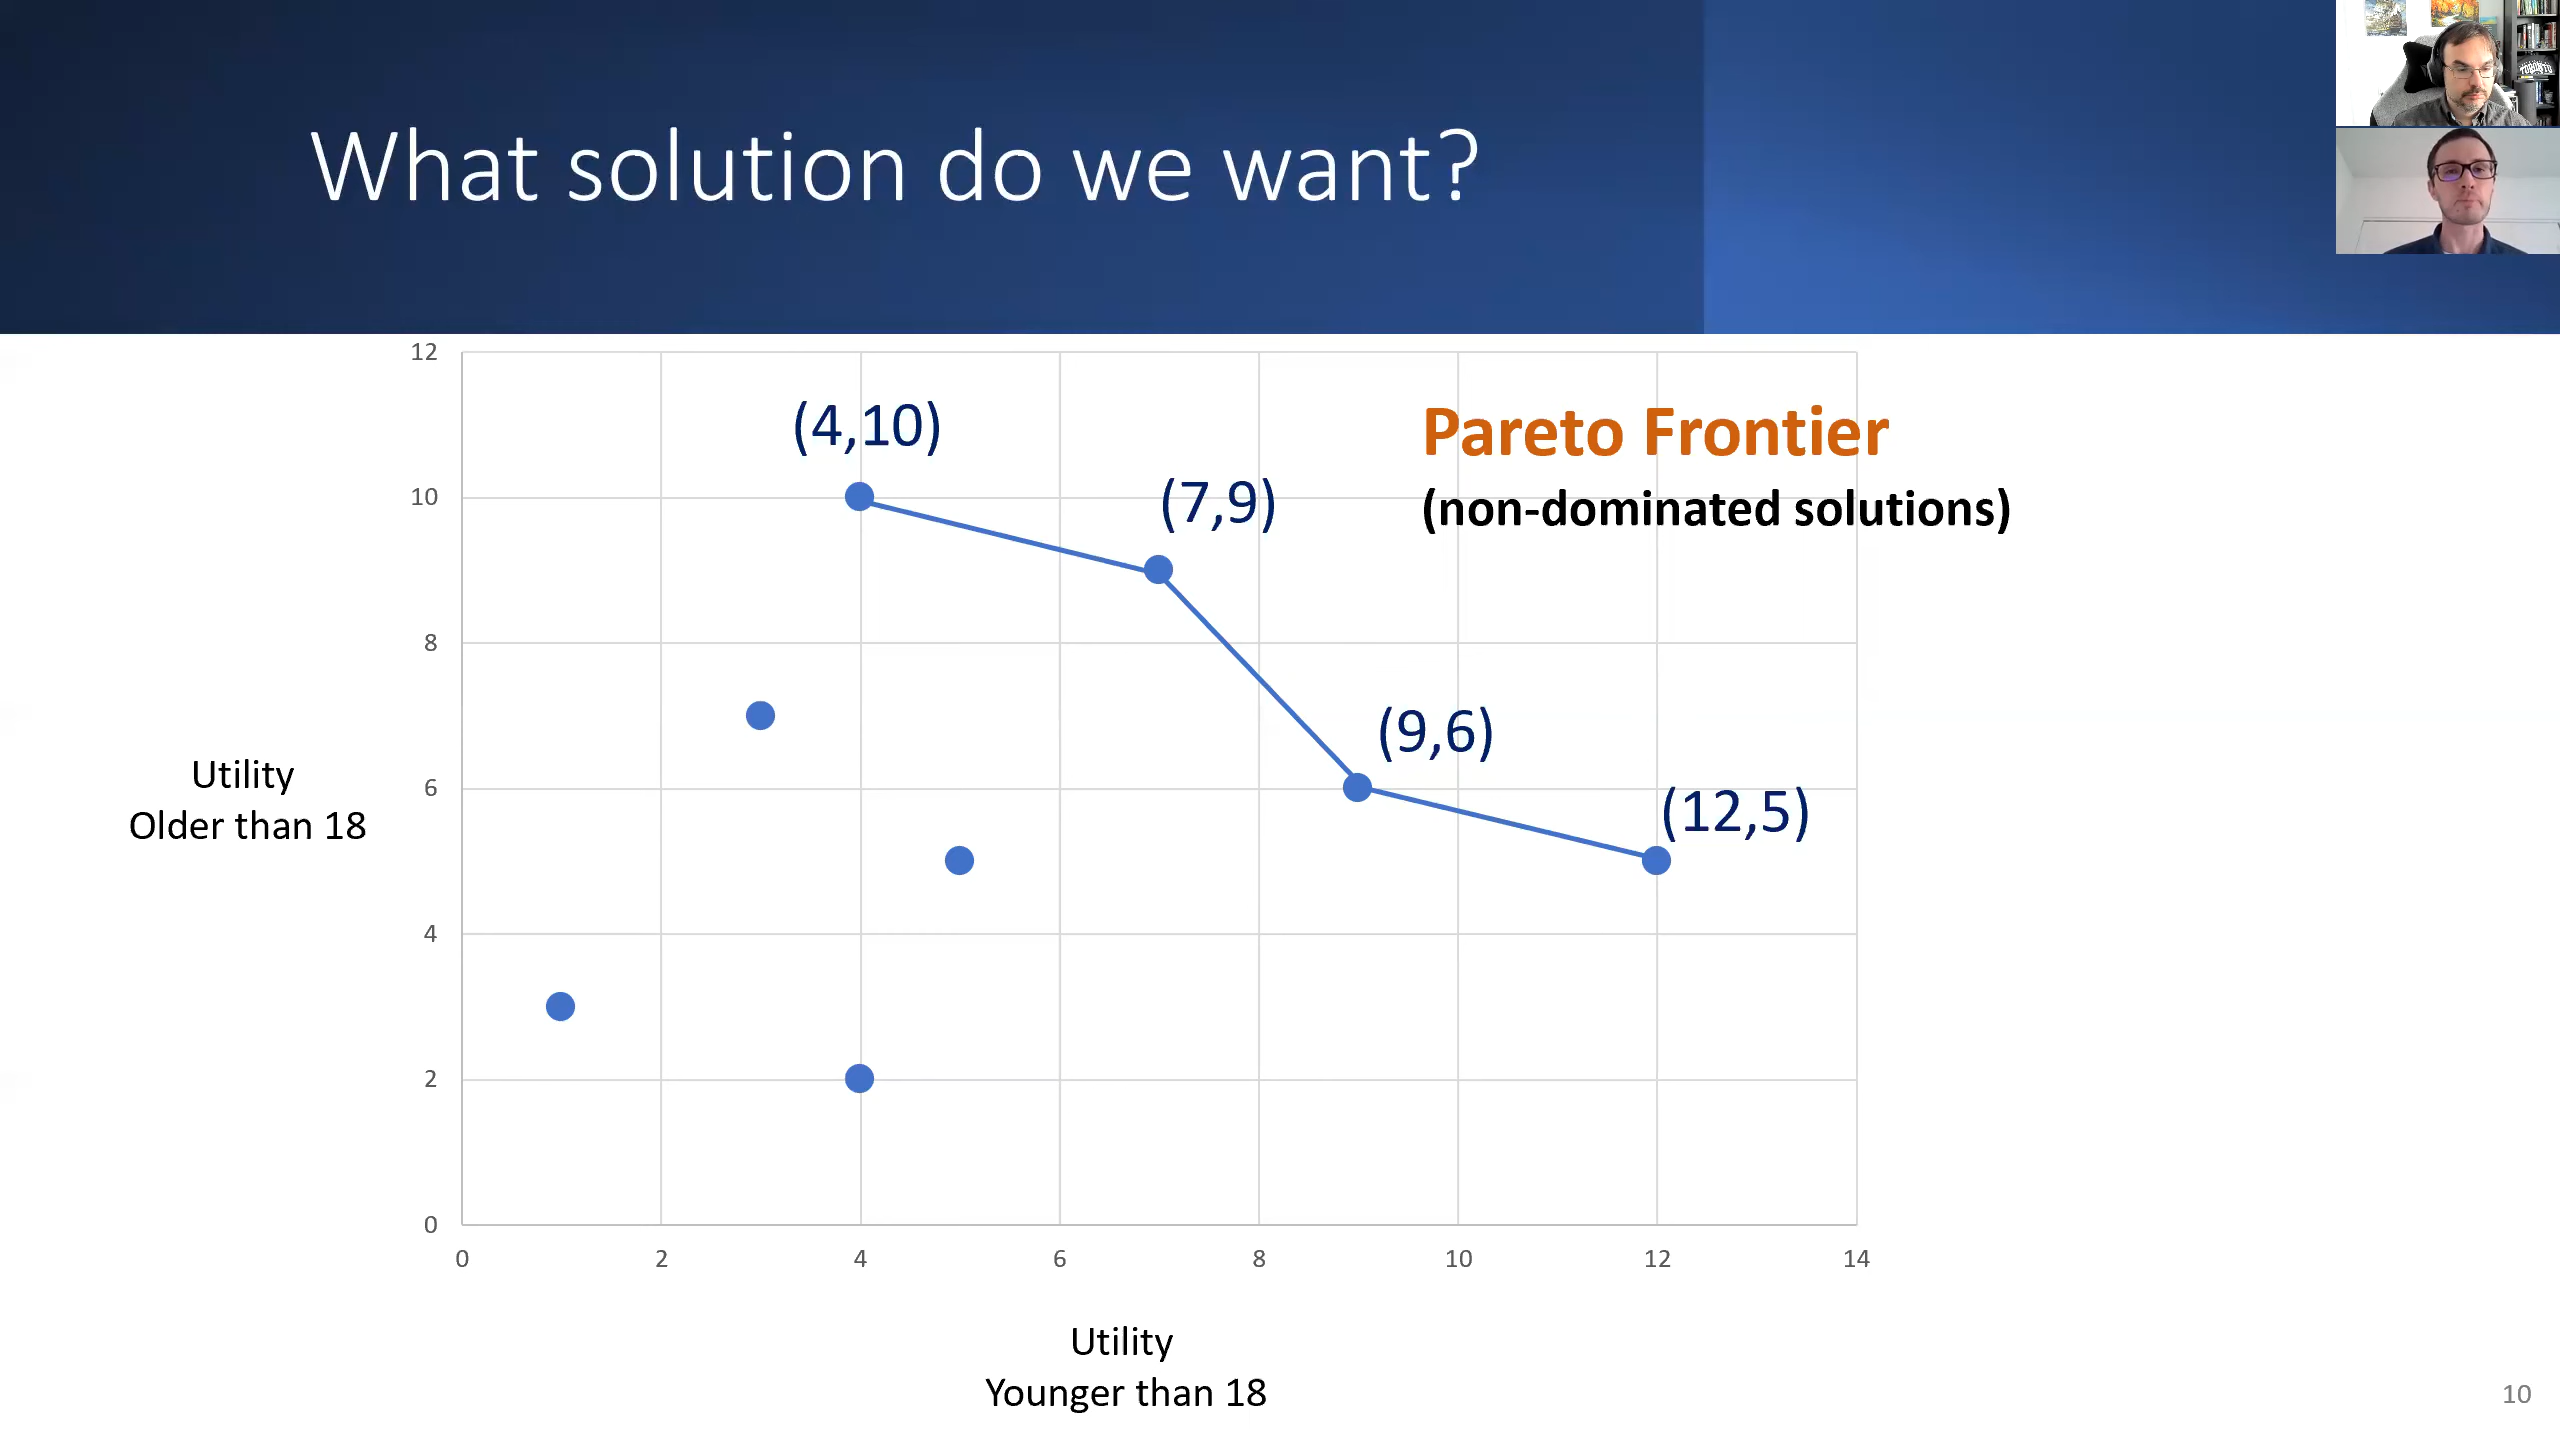 What solution do we want?
12
(4,10)
Pareto Frontier
(7,9)
(non-dominated solutions)
10
8
(9,6)
Utility
Older than 18
6
(12,5)
4
2
0
0 2 4 6 8 10 12 14
Utility
Younger than 18
10
TORONTO